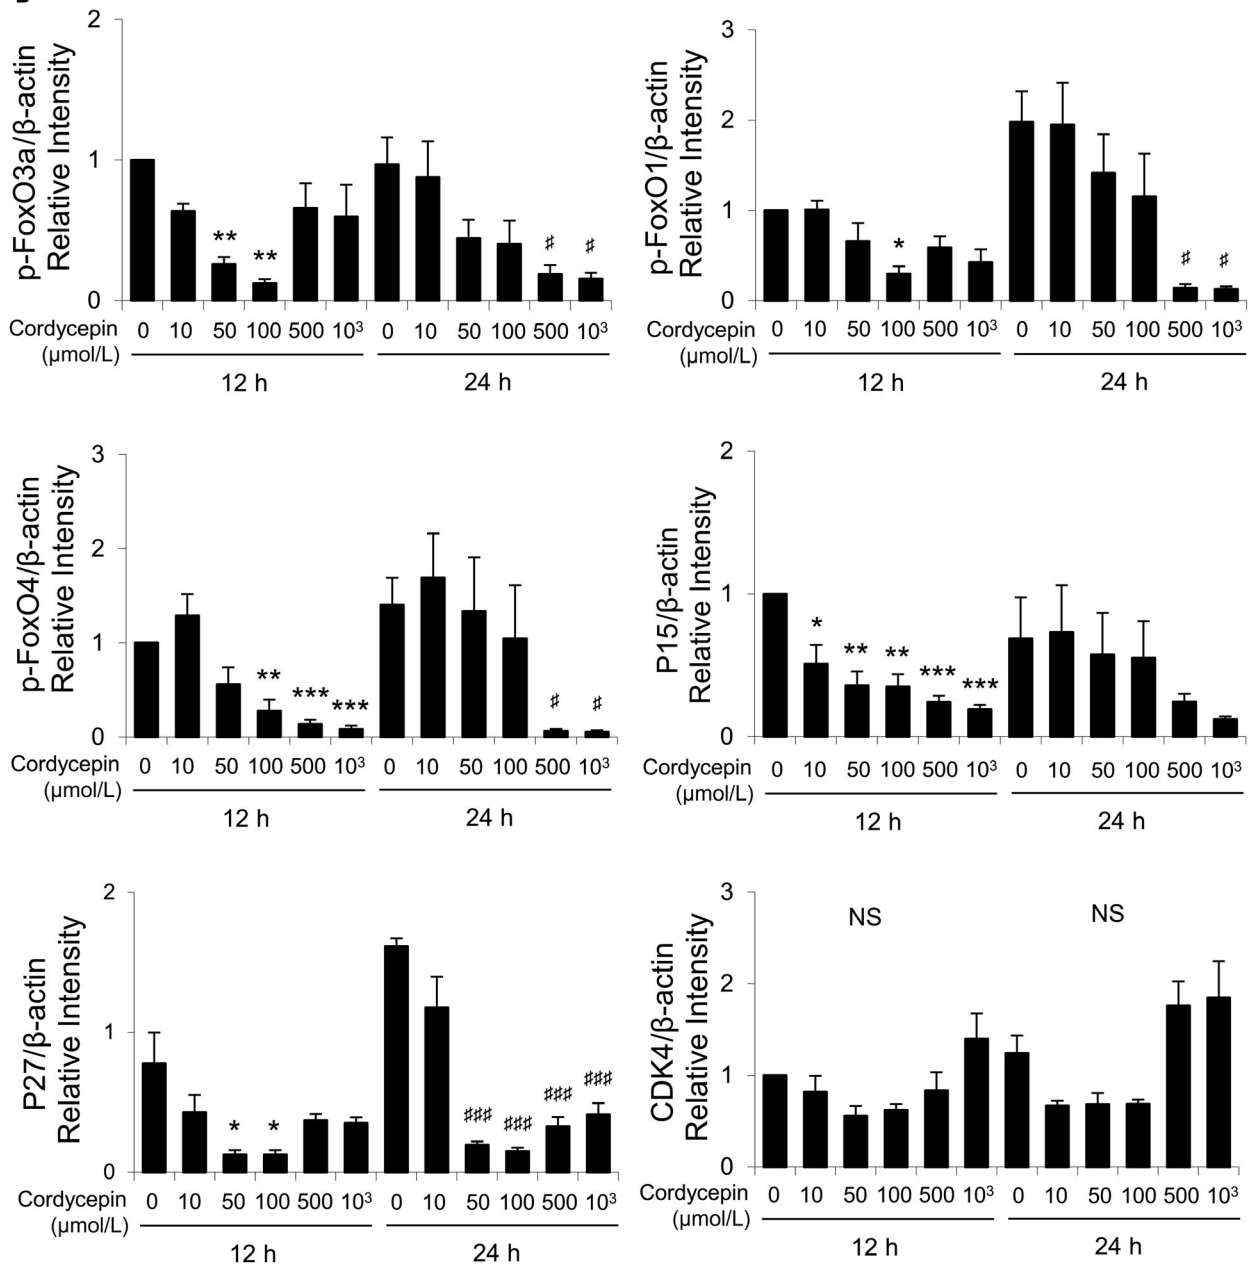 p-FoxO3a/β-actin
Relative Intensity
2
1
0
** ** ♯ ♯
Cordycepin 0 10 50 100 500 10³ 0 10 50 100 500 10³
(µmol/L)
12 h 24 h
p-FoxO1/β-actin
Relative Intensity
3
2
1
0
* ♯ ♯
Cordycepin 0 10 50 100 500 10³ 0 10 50 100 500 10³
(µmol/L)
12 h 24 h
p-FoxO4/β-actin
Relative Intensity
3
2
1
0
** *** *** ♯ ♯
Cordycepin 0 10 50 100 500 10³ 0 10 50 100 500 10³
(µmol/L)
12 h 24 h
P15/β-actin
Relative Intensity
2
1
0
* ** ** *** ***
Cordycepin 0 10 50 100 500 10³ 0 10 50 100 500 10³
(µmol/L)
12 h 24 h
P27/β-actin
Relative Intensity
2
1
0
* * ♯♯♯ ♯♯♯ ♯♯♯ ♯♯♯
Cordycepin 0 10 50 100 500 10³ 0 10 50 100 500 10³
(µmol/L)
12 h 24 h
CDK4/β-actin
Relative Intensity
3
2
1
0
NS NS
Cordycepin 0 10 50 100 500 10³ 0 10 50 100 500 10³
(µmol/L)
12 h 24 h